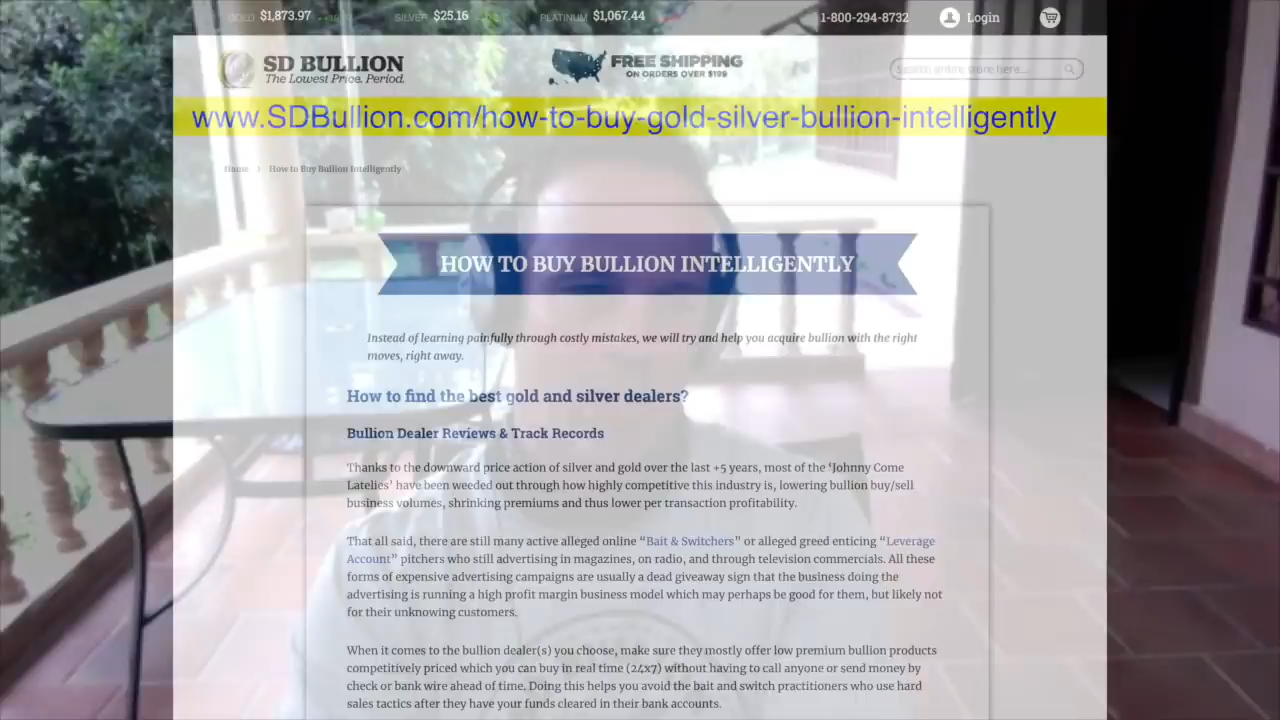 GOLD $1,873.97 SILVER $25.16 PLATINUM $1,067.44 1-800-294-8732 Login
SD BULLION
The Lowest Price. Period.
FREE SHIPPING
ON ORDERS OVER $199
Search entire store here...
www.SDBullion.com/how-to-buy-gold-silver-bullion-intelligently
Home > How to Buy Bullion Intelligently
HOW TO BUY BULLION INTELLIGENTLY
Instead of learning painfully through costly mistakes, we will try and help you acquire bullion with the right
moves, right away.
How to find the best gold and silver dealers?
Bullion Dealer Reviews & Track Records
Thanks to the downward price action of silver and gold over the last +5 years, most of the ‘Johnny Come
Latelies’ have been weeded out through how highly competitive this industry is, lowering bullion buy/sell
business volumes, shrinking premiums and thus lower per transaction profitability.
That all said, there are still many active alleged online “Bait & Switchers” or alleged greed enticing “Leverage
Account” pitchers who still advertising in magazines, on radio, and through television commercials. All these
forms of expensive advertising campaigns are usually a dead giveaway sign that the business doing the
advertising is running a high profit margin business model which may perhaps be good for them, but likely not
for their unknowing customers.
When it comes to the bullion dealer(s) you choose, make sure they mostly offer low premium bullion products
competitively priced which you can buy in real time (24x7) without having to call anyone or send money by
check or bank wire ahead of time. Doing this helps you avoid the bait and switch practitioners who use hard
sales tactics after they have your funds cleared in their bank accounts.